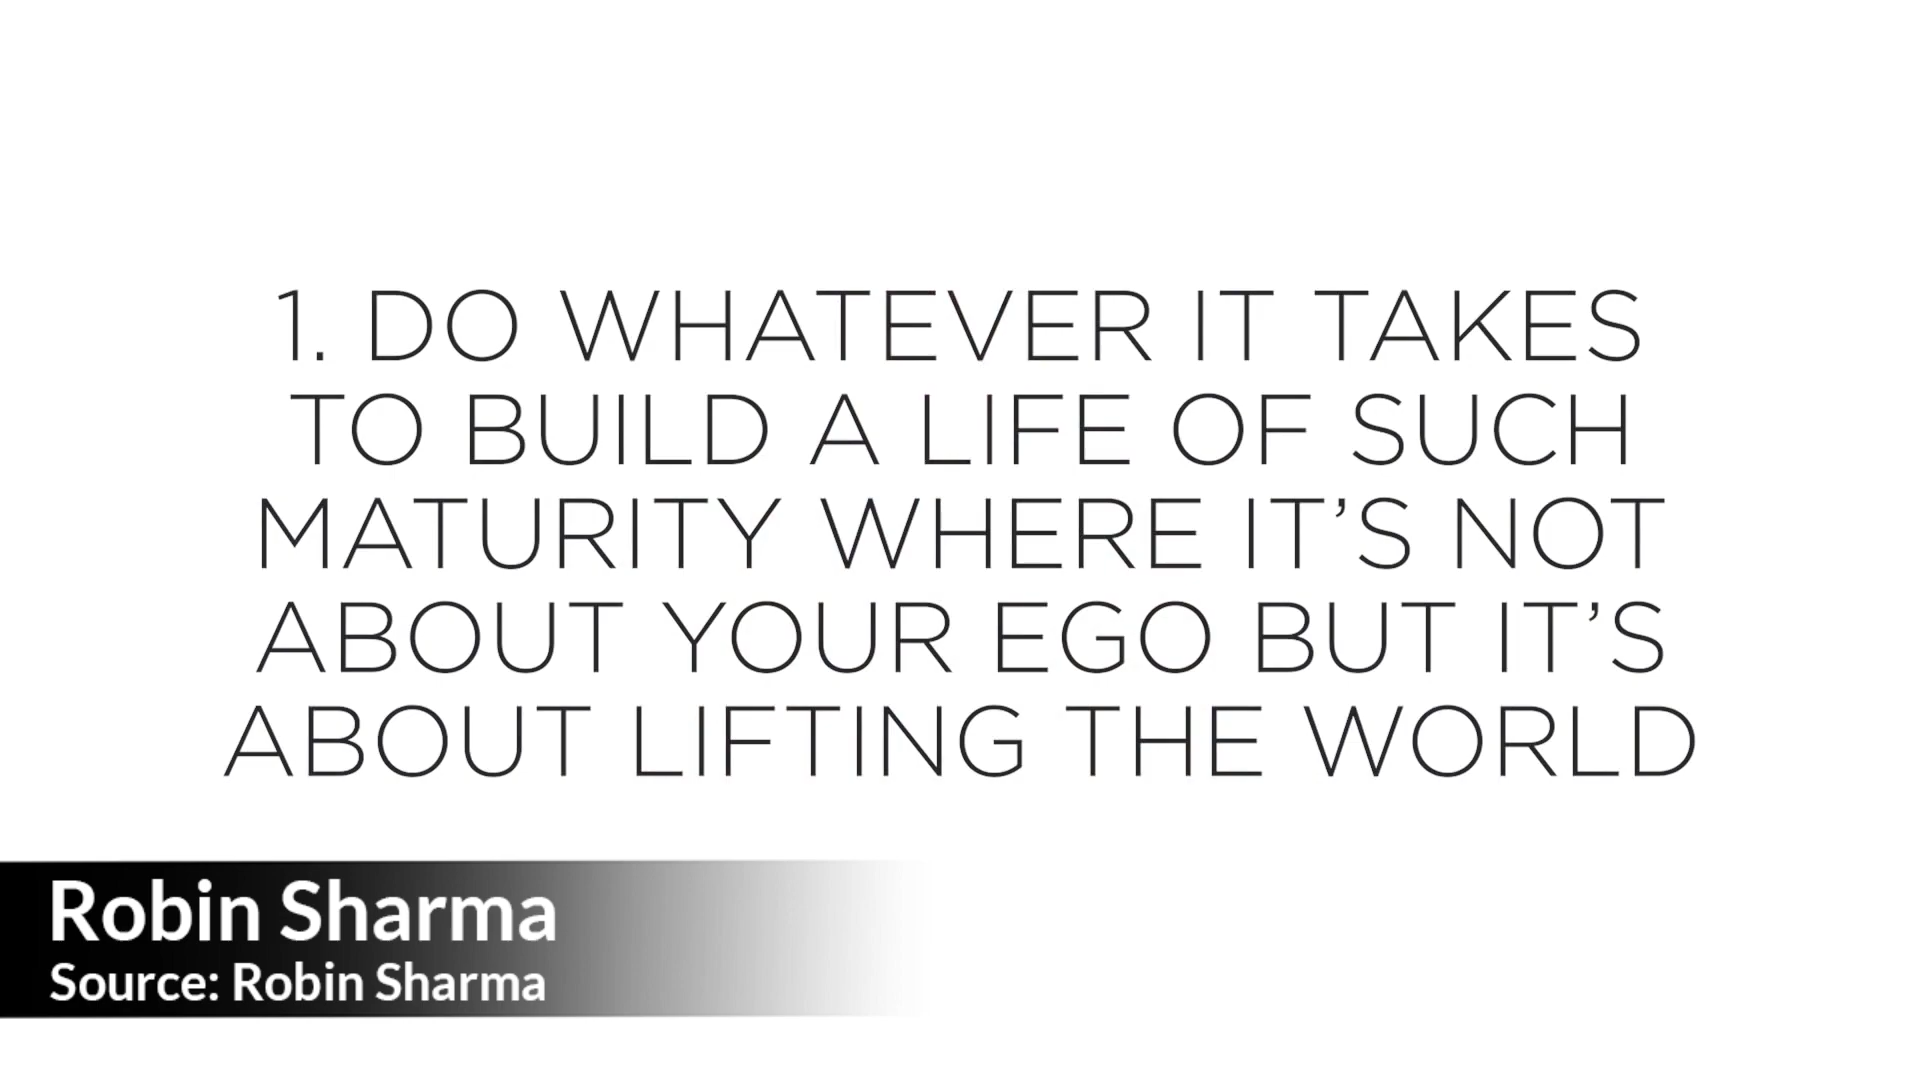 1. DO WHATEVER IT TAKES
TO BUILD A LIFE OF SUCH
MATURITY WHERE IT’S NOT
ABOUT YOUR EGO BUT IT’S
ABOUT LIFTING THE WORLD
Robin Sharma
Source: Robin Sharma